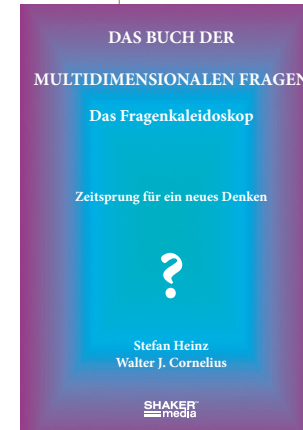 DAS BUCH DER
MULTIDIMENSIONALEN FRAGEN
Das Fragenkaleidoskop
Zeitsprung für ein neues Denken
?
Stefan Heinz
Walter J. Cornelius
SHAKER
media